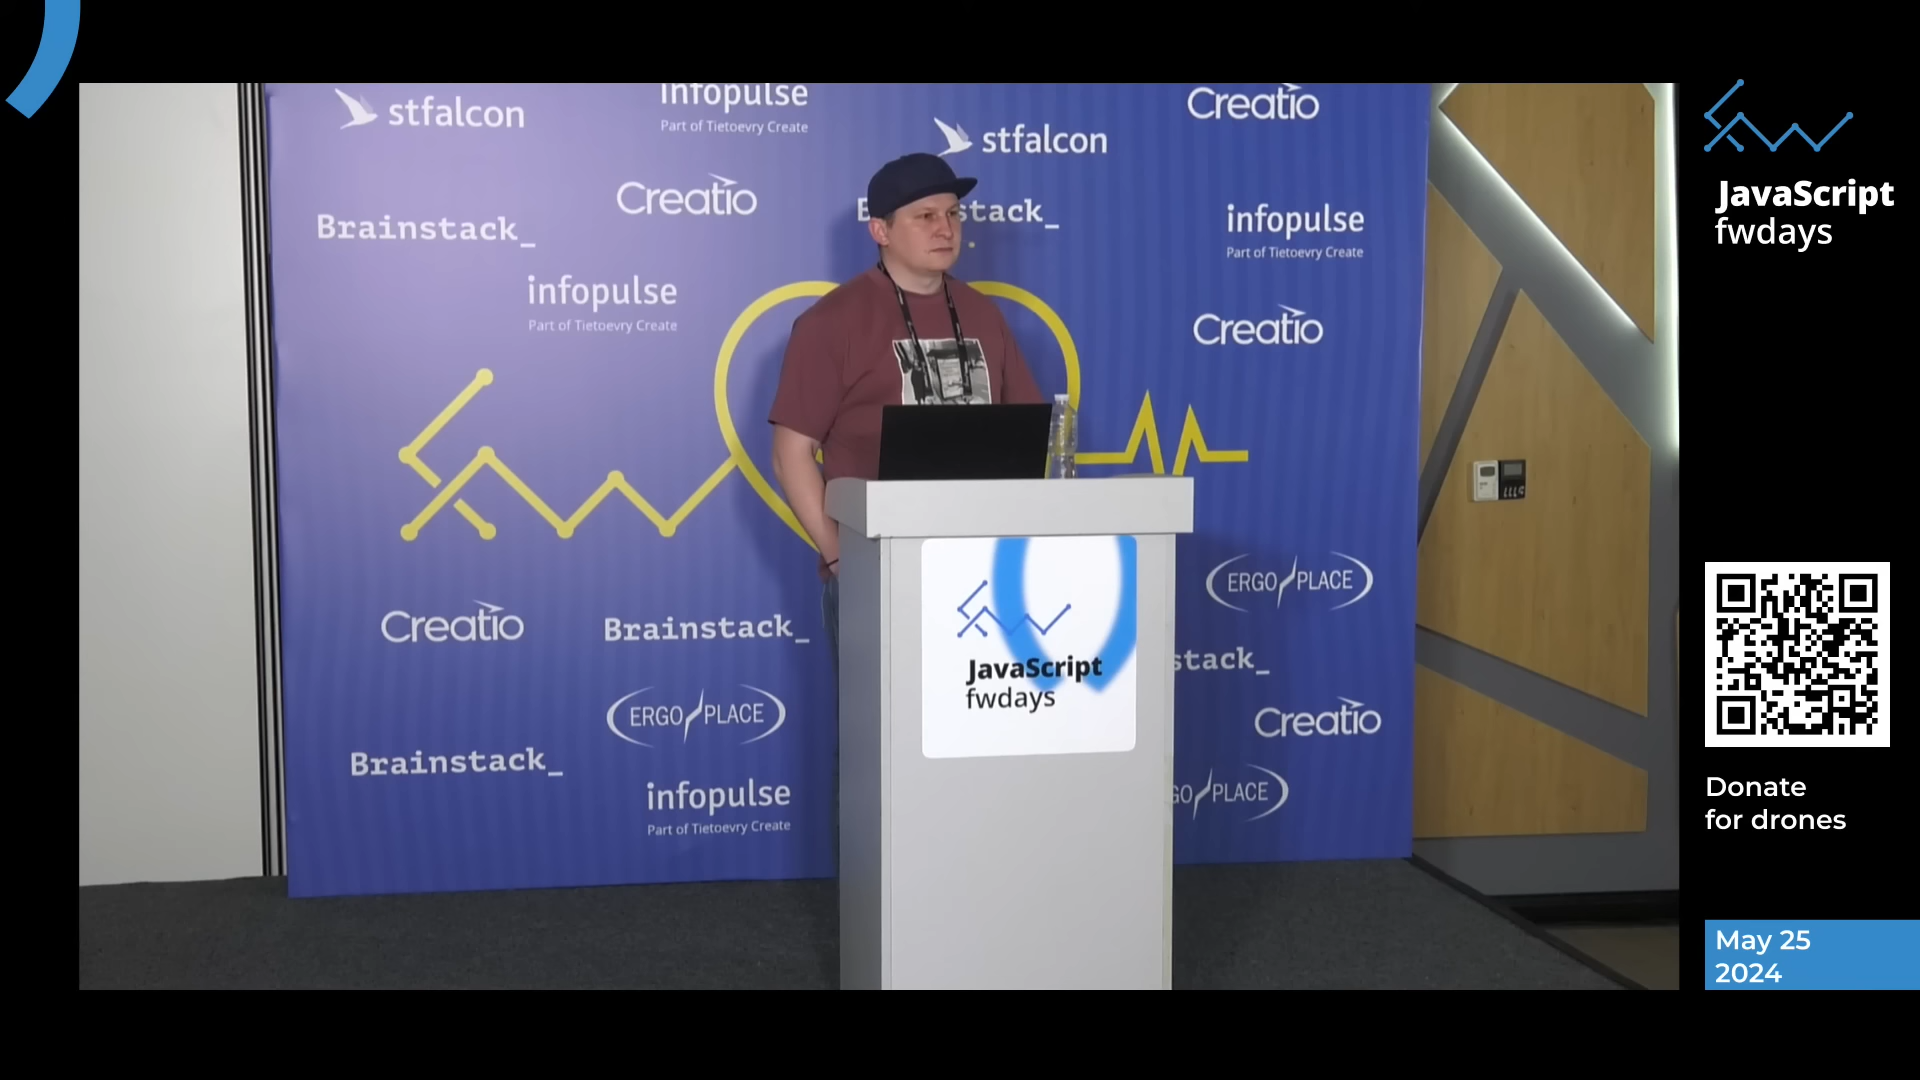 stfalcon
infopulse
Part of Tietoevry Create
stfalcon
Creatio
Brainstack_
Creatio
stack_
infopulse
Part of Tietoevry Create
infopulse
Part of Tietoevry Create
Creatio
JavaScript
fwdays
Creatio
Brainstack_
ERGO PLACE
Brainstack_
infopulse
Part of Tietoevry Create
JavaScript
fwdays
ERGO PLACE
stack_
Creatio
GO PLACE
Donate
for drones
May 25
2024